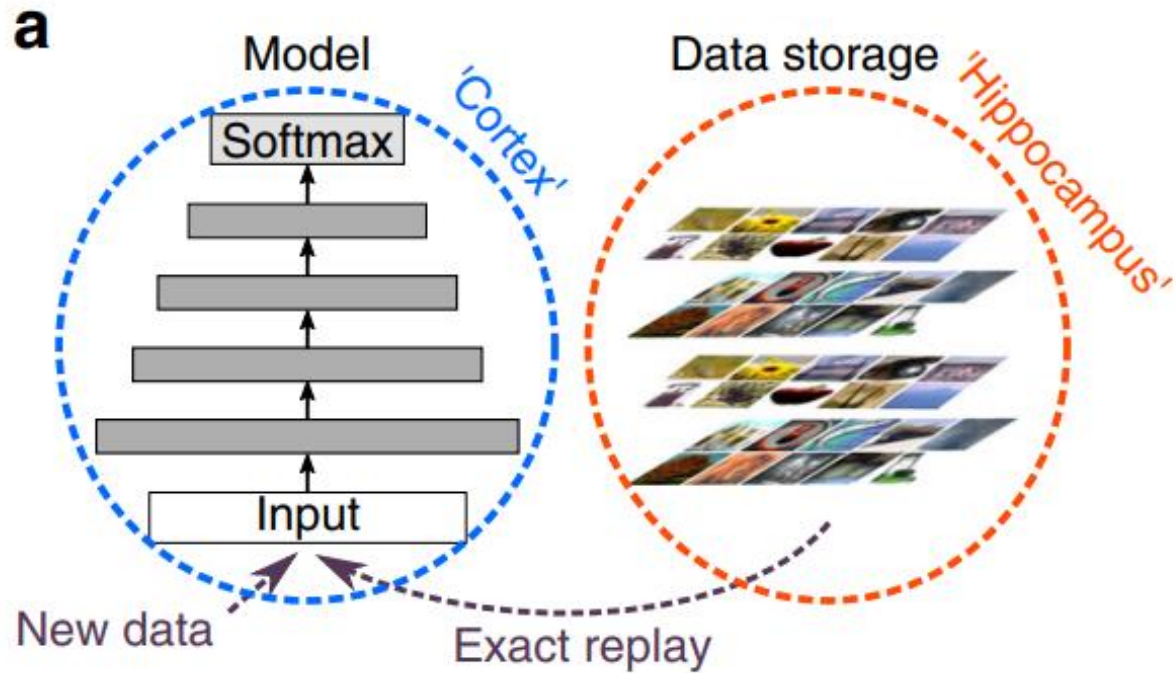 a
Model
Data storage
'Cortex'
'Hippocampus'
Softmax
Input
New data
Exact replay